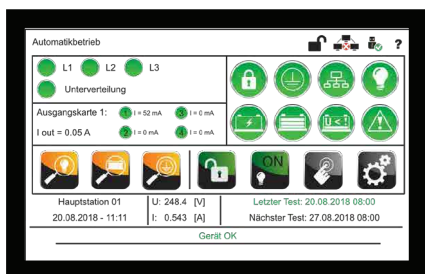 Automatikbetrieb ?
L1 L2 L3
Unterverteilung
Ausgangskarte 1: 1 I = 52 mA 3 I = 0 mA
I out = 0.05 A 2 I = 0 mA 4 I = 0 mA
U < !
ON
Hauptstation 01 U: 248.4 [V] Letzter Test: 20.08.2018 08:00
20.08.2018 - 11:11 I: 0.543 [A] Nächster Test: 27.08.2018 08:00
Gerät OK